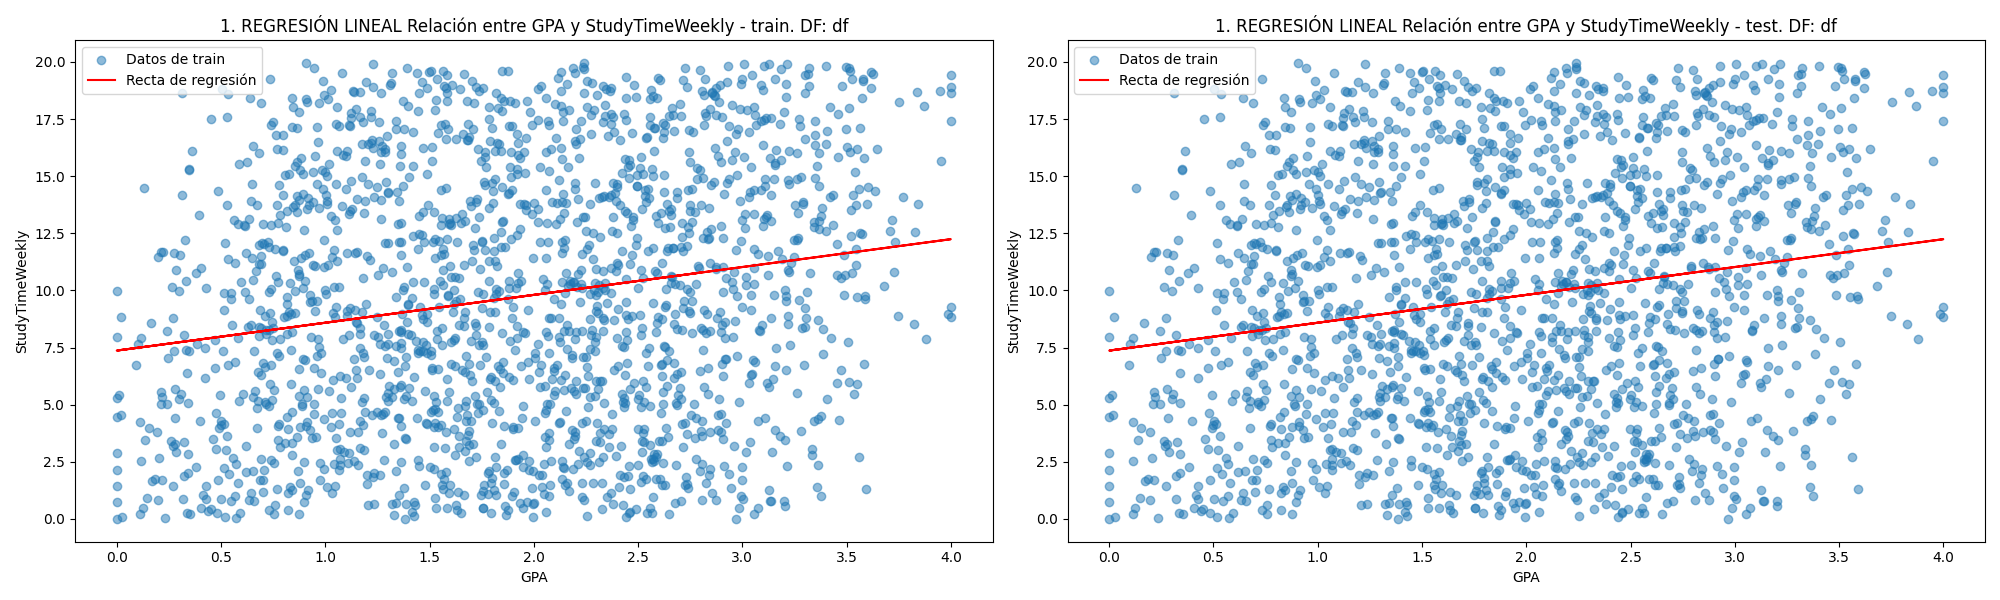 1. REGRESIÓN LINEAL Relación entre GPA y StudyTimeWeekly - train. DF: df
Datos de train
Recta de regresión
StudyTimeWeekly
20.0
17.5
15.0
12.5
10.0
7.5
5.0
2.5
0.0
0.0 0.5 1.0 1.5 2.0 2.5 3.0 3.5 4.0
GPA
1. REGRESIÓN LINEAL Relación entre GPA y StudyTimeWeekly - test. DF: df
Datos de train
Recta de regresión
StudyTimeWeekly
20.0
17.5
15.0
12.5
10.0
7.5
5.0
2.5
0.0
0.0 0.5 1.0 1.5 2.0 2.5 3.0 3.5 4.0
GPA